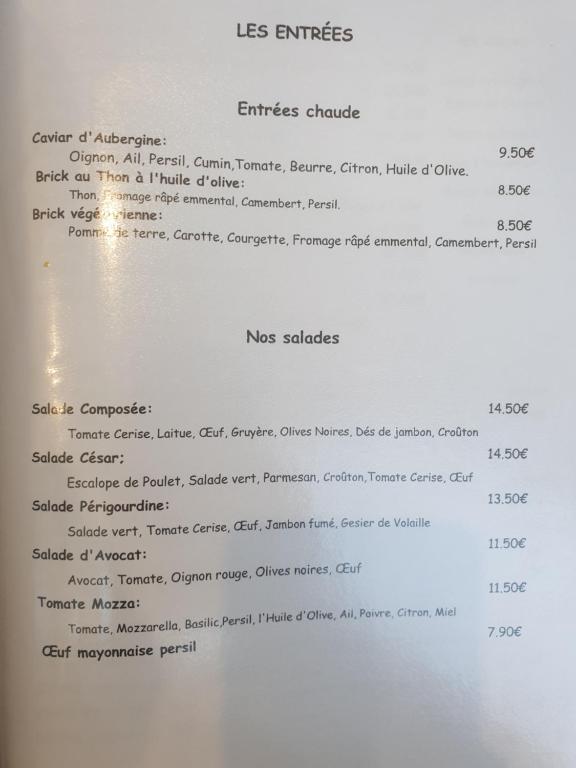 LES ENTRÉES
Entrées chaude
Caviar d'Aubergine: 9.50€
Oignon, Ail, Persil, Cumin,Tomate, Beurre, Citron, Huile d'Olive.
Brick au Thon à l'huile d'olive: 8.50€
Thon, Fromage râpé emmental, Camembert, Persil.
Brick végétarienne: 8.50€
Pomme de terre, Carotte, Courgette, Fromage râpé emmental, Camembert, Persil
Nos salades
Salade Composée: 14.50€
Tomate Cerise, Laitue, Œuf, Gruyère, Olives Noires, Dés de jambon, Croûton
Salade César; 14.50€
Escalope de Poulet, Salade vert, Parmesan, Croûton,Tomate Cerise, Œuf
Salade Périgourdine: 13.50€
Salade vert, Tomate Cerise, Œuf, Jambon fumé, Gesier de Volaille
Salade d'Avocat: 11.50€
Avocat, Tomate, Oignon rouge, Olives noires, Œuf
Tomate Mozza: 11.50€
Tomate, Mozzarella, Basilic,Persil, l'Huile d'Olive, Ail, Poivre, Citron, Miel
Œuf mayonnaise persil 7.90€